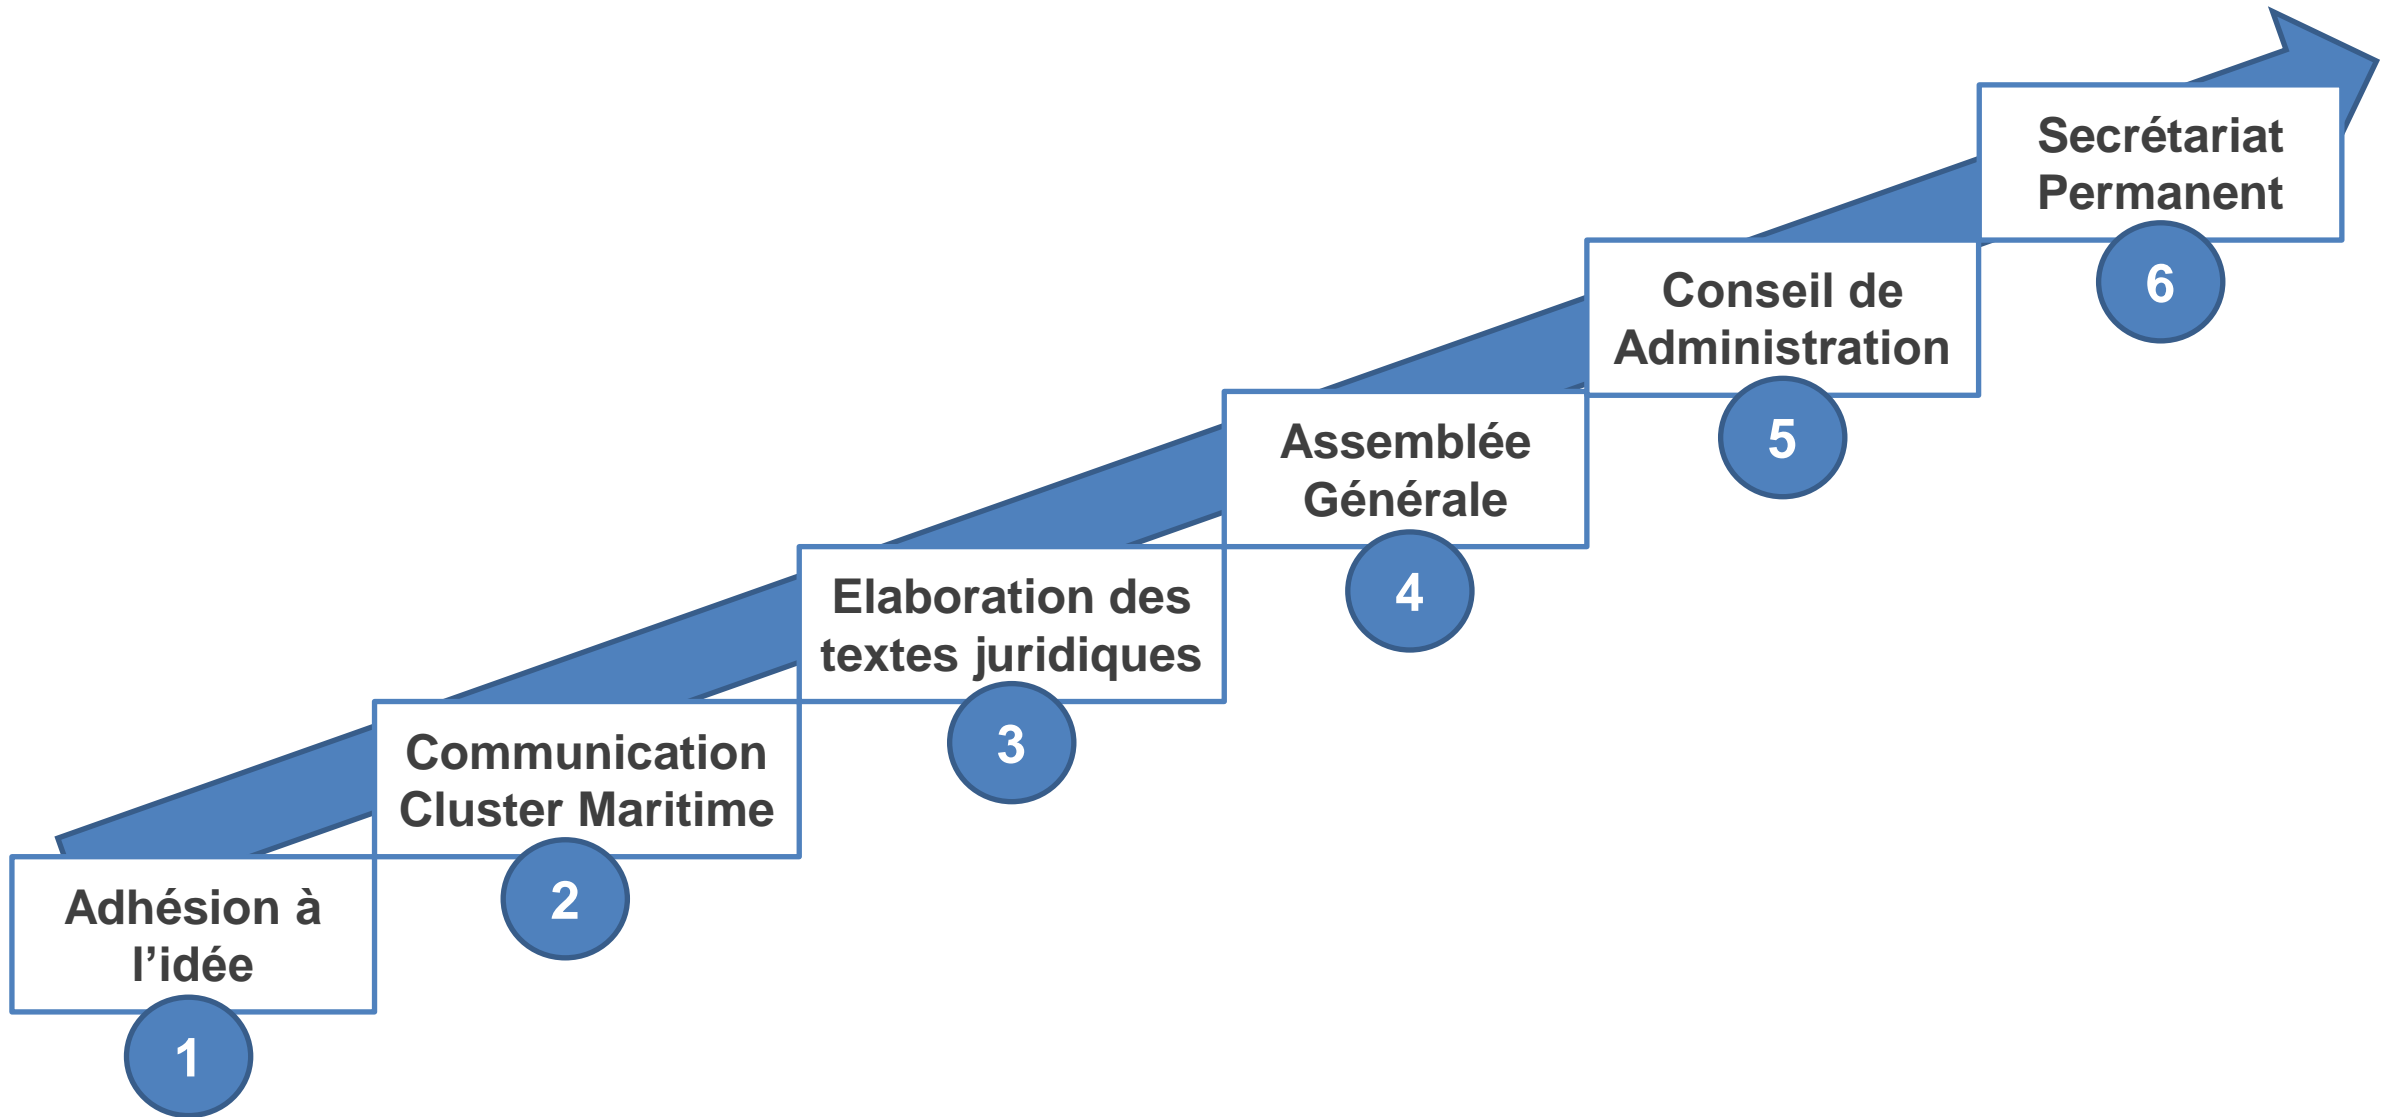 Adhésion à
l’idée
1
Communication
Cluster Maritime
2
Elaboration des
textes juridiques
3
Assemblée
Générale
4
Conseil de
Administration
5
Secrétariat
Permanent
6